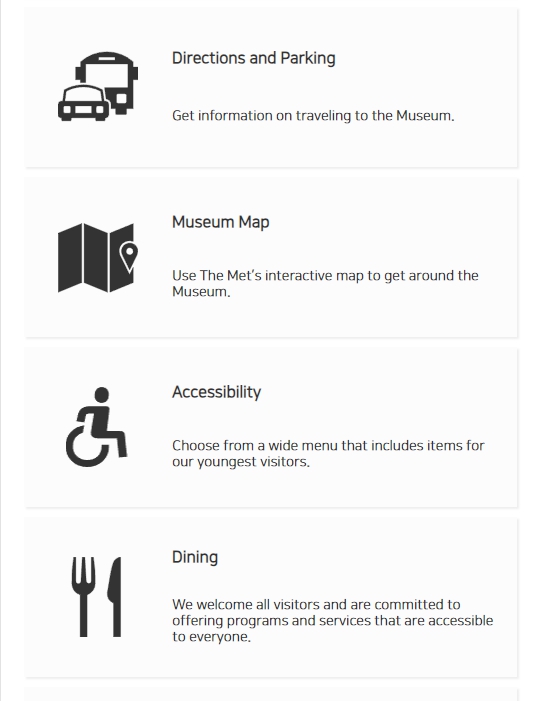 Directions and Parking
Get information on traveling to the Museum.
Museum Map
Use The Met's interactive map to get around the
Museum.
Accessibility
Choose from a wide menu that includes items for
our youngest visitors.
Dining
We welcome all visitors and are committed to
offering programs and services that are accessible
to everyone.